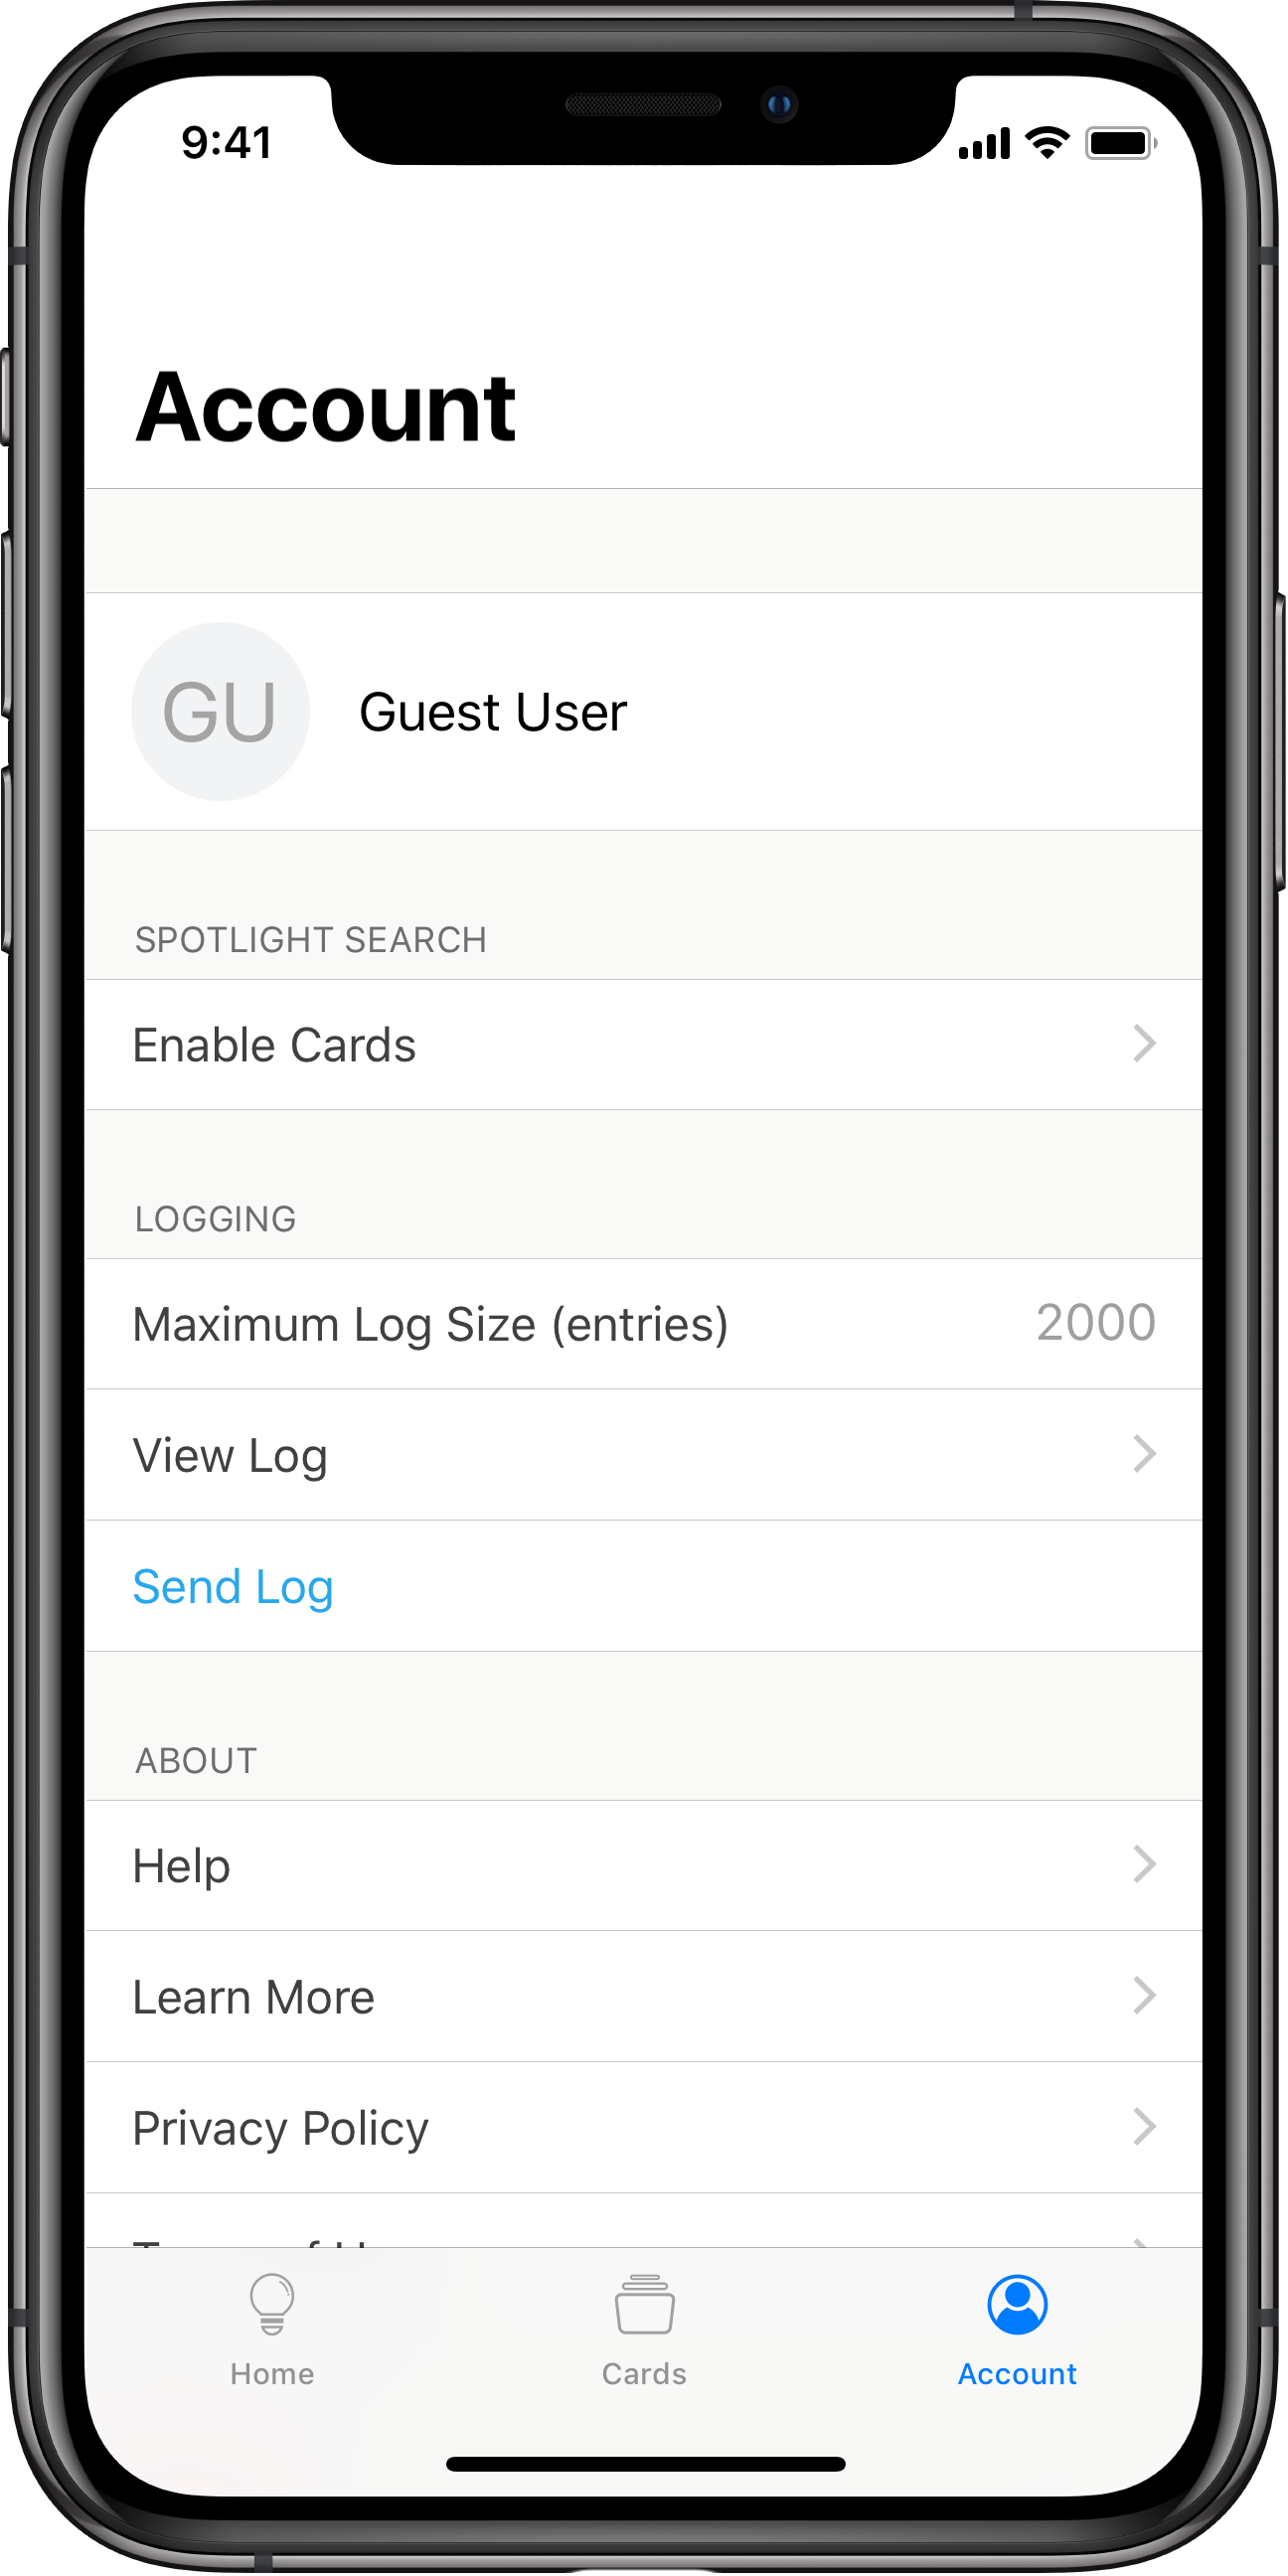 9:41
Account
GU
Guest User
SPOTLIGHT SEARCH
Enable Cards
LOGGING
Maximum Log Size (entries)
2000
View Log
Send Log
ABOUT
Help
Learn More
Privacy Policy
Home
Cards
Account